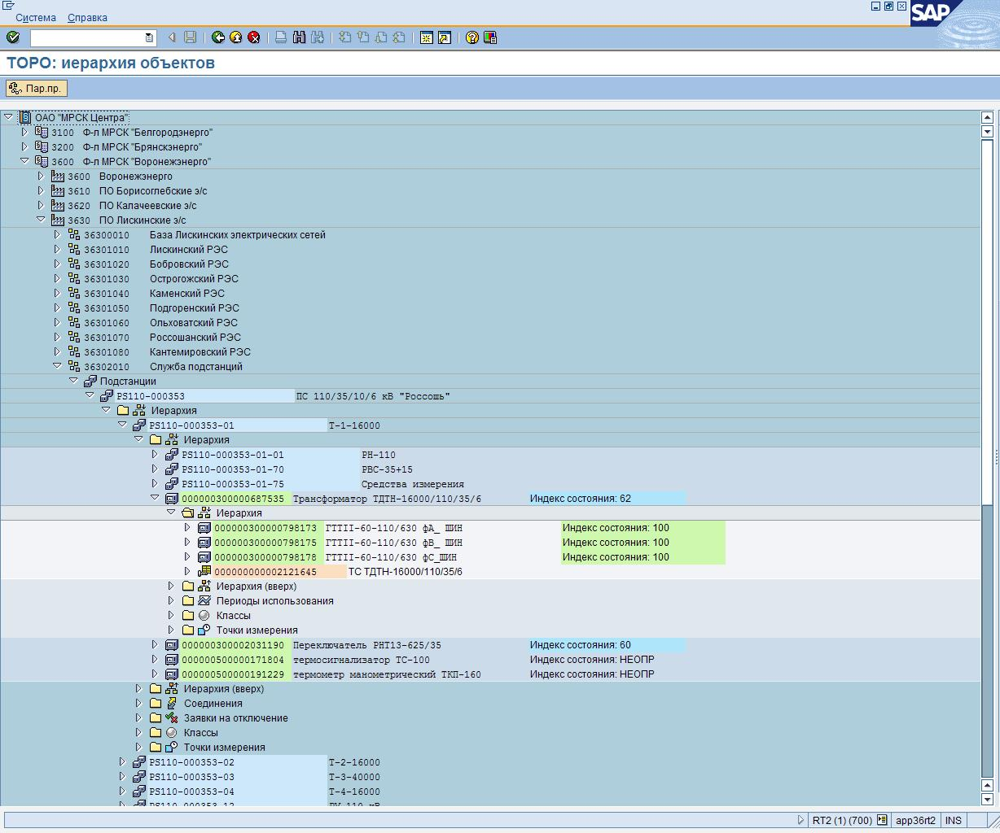 Система Справка
SAP
ТОРО: иерархия объектов
Пар.пр.
ОАО "МРСК Центра"
3100 Ф-л МРСК "Белгородэнерго"
3200 Ф-л МРСК "Брянскэнерго"
3600 Ф-л МРСК "Воронежэнерго"
3600 Воронежэнерго
3610 ПО Борисоглебские э/с
3620 ПО Калачеевские э/с
3630 ПО Лискинские э/с
36300010 База Лискинских электрических сетей
36301010 Лискинский РЭС
36301020 Бобровский РЭС
36301030 Острогожский РЭС
36301040 Каменский РЭС
36301050 Подгоренский РЭС
36301060 Ольховатский РЭС
36301070 Россошанский РЭС
36301080 Кантемировский РЭС
36302010 Служба подстанций
Подстанции
PS110-000353 ПС 110/35/10/6 кВ "Россошь"
Иерархия
PS110-000353-01 Т-1-16000
Иерархия
PS110-000353-01-01 РН-110
PS110-000353-01-70 РВС-35+15
PS110-000353-01-75 Средства измерения
000000300000687535 Трансформатор ТДТН-16000/110/35/6 Индекс состояния: 62
Иерархия
000000300000798173 ГТТII-60-110/630 фА_ ШИН Индекс состояния: 100
000000300000798175 ГТТII-60-110/630 фВ_ ШИН Индекс состояния: 100
000000300000798178 ГТТII-60-110/630 фС_ШИН Индекс состояния: 100
000000000002121645 ТС ТДТН-16000/110/35/6
Иерархия (вверх)
Периоды использования
Классы
Точки измерения
000000300002031190 Переключатель РНТ13-625/35 Индекс состояния: 60
000000500000171804 термосигнализатор ТС-100 Индекс состояния: НЕОПР
000000500000191229 термометр манометрический ТКП-160 Индекс состояния: НЕОПР
Иерархия (вверх)
Соединения
Заявки на отключение
Классы
Точки измерения
PS110-000353-02 Т-2-16000
PS110-000353-03 Т-3-40000
PS110-000353-04 Т-4-16000
PS110-000353-12 РУ-110 кВ
RT2 (1) (700) app36rt2 INS